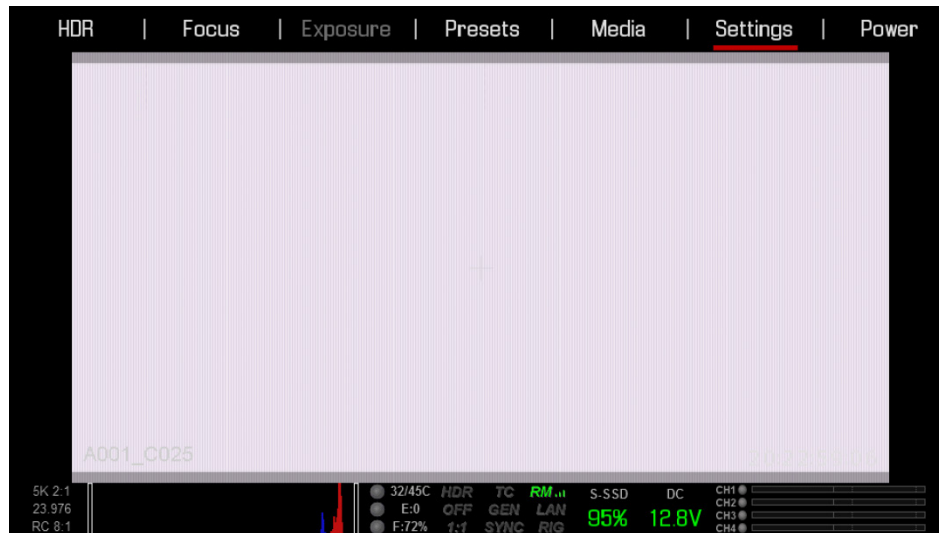 HDR | Focus | Exposure | Presets | Media | Settings | Power
A001_C025
5K 2:1
23.976
RC 8:1
32/45C
E:0
F:72%
HDR TC RM
OFF GEN LAN
1:1 SYNC RIG
S-SSD DC
95% 12.8V
CH1
CH2
CH3
CH4